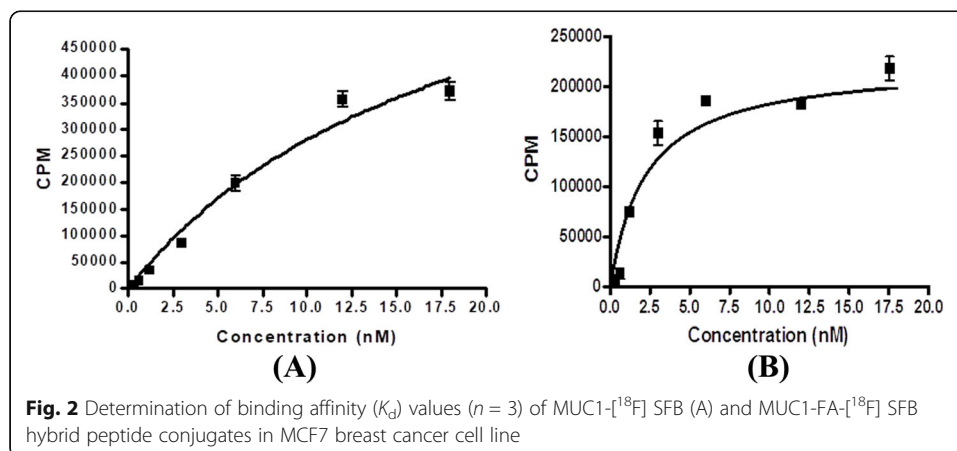 450000
400000
350000
300000
250000
200000
150000
100000
50000
0
CPM
0.0 2.5 5.0 7.5 10.0 12.5 15.0 17.5 20.0
Concentration (nM)
(A)
250000
200000
150000
100000
50000
0
CPM
0.0 2.5 5.0 7.5 10.0 12.5 15.0 17.5 20.0
Concentration (nM)
(B)
Fig. 2 Determination of binding affinity (Kd) values (n = 3) of MUC1-[18F] SFB (A) and MUC1-FA-[18F] SFB
hybrid peptide conjugates in MCF7 breast cancer cell line